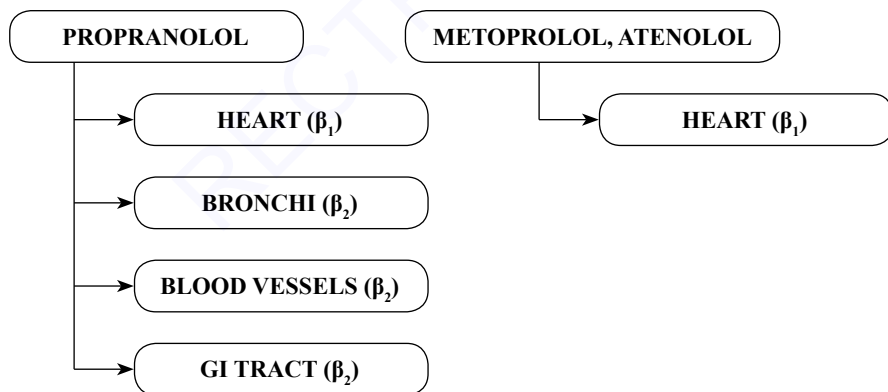 PROPRANOLOL
HEART (β₁)
BRONCHI (β₂)
BLOOD VESSELS (β₂)
GI TRACT (β₂)
METOPROLOL, ATENOLOL
HEART (β₁)